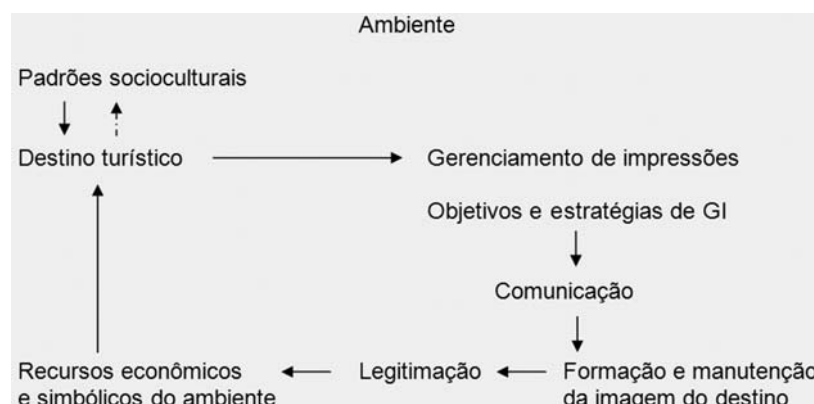 Ambiente
Padrões socioculturais
Destino turístico
Gerenciamento de impressões
Objetivos e estratégias de GI
Comunicação
Recursos econômicos
e simbólicos do ambiente
Legitimação
Formação e manutenção
da imagem do destino